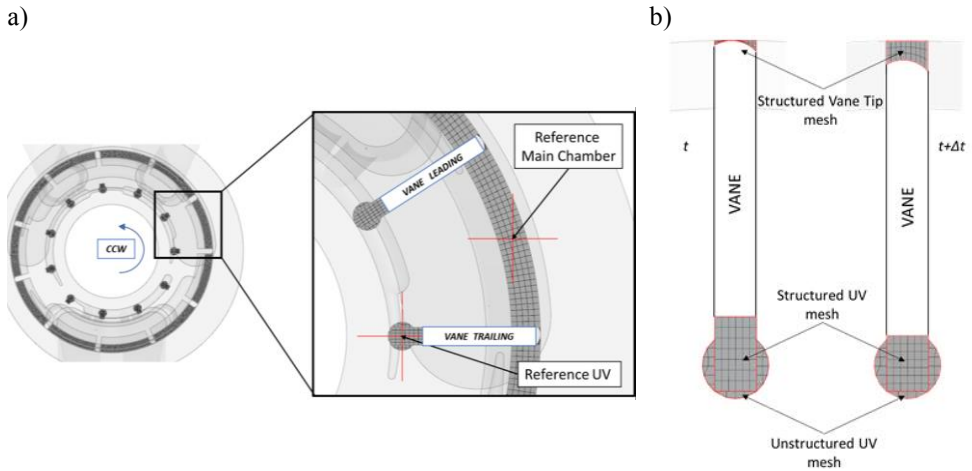 a)
CCW
VANE LEADING
Reference
Main Chamber
VANE TRAILING
Reference UV
b)
Structured Vane Tip
mesh
t
t+Δt
VANE
VANE
Structured UV
mesh
Unstructured UV
mesh